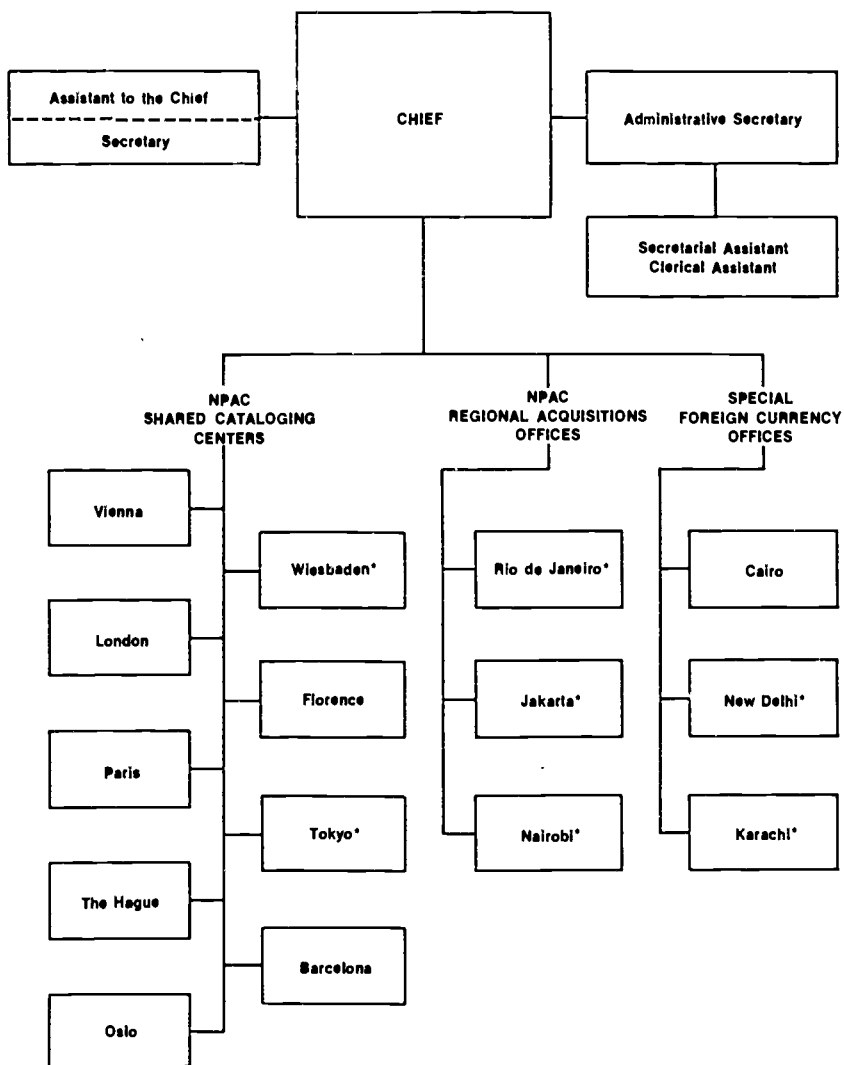 Assistant to the Chief
Secretary
CHIEF
Administrative Secretary
Secretarial Assistant
Clerical Assistant
NPAC
SHARED CATALOGING
CENTERS
NPAC
REGIONAL ACQUISITIONS
OFFICES
SPECIAL
FOREIGN CURRENCY
OFFICES
Vienna
Wiesbaden*
London
Florence
Paris
Tokyo*
The Hague
Barcelona
Oslo
Rio de Janeiro*
Jakarta*
Nairobi*
Cairo
New Delhi*
Karachi*